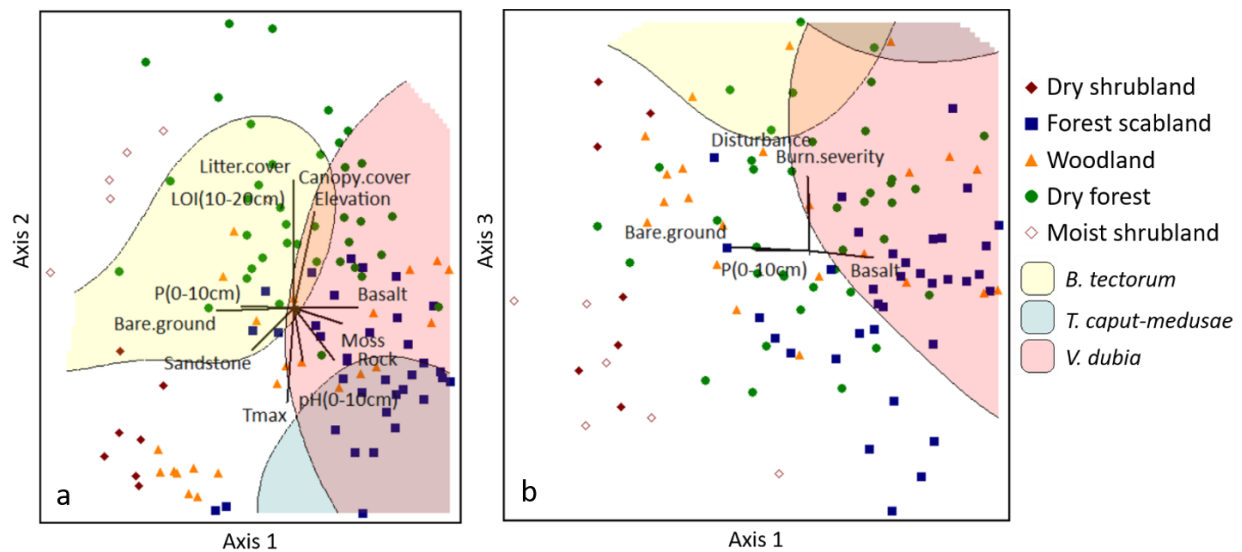 Axis 2
Litter.cover
Canopy.cover
LOI(10-20cm)
Elevation
P(0-10cm)
Basalt
Bare.ground
Moss
Sandstone
Rock
pH(0-10cm)
Tmax
a
Axis 1
Axis 3
Disturbance
Burn.severity
Bare.ground
P(0-10cm)
Basalt
b
Axis 1
Dry shrubland
Forest scabland
Woodland
Dry forest
Moist shrubland
B. tectorum
T. caput-medusae
V. dubia